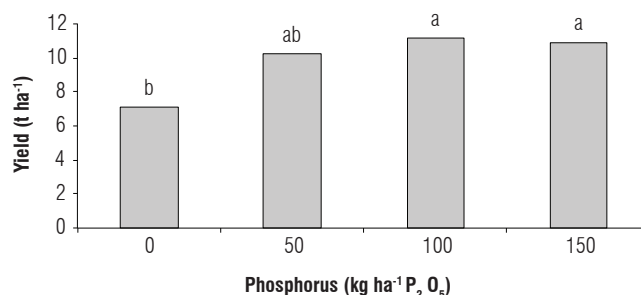 12
10
8
6
4
2
0
Yield (t ha⁻¹)
b
ab
a
a
0 50 100 150
Phosphorus (kg ha⁻¹ P₂ O₅)